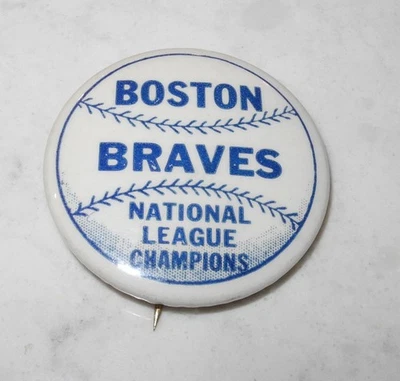 BOSTON
BRAVES
NATIONAL
LEAGUE
CHAMPIONS